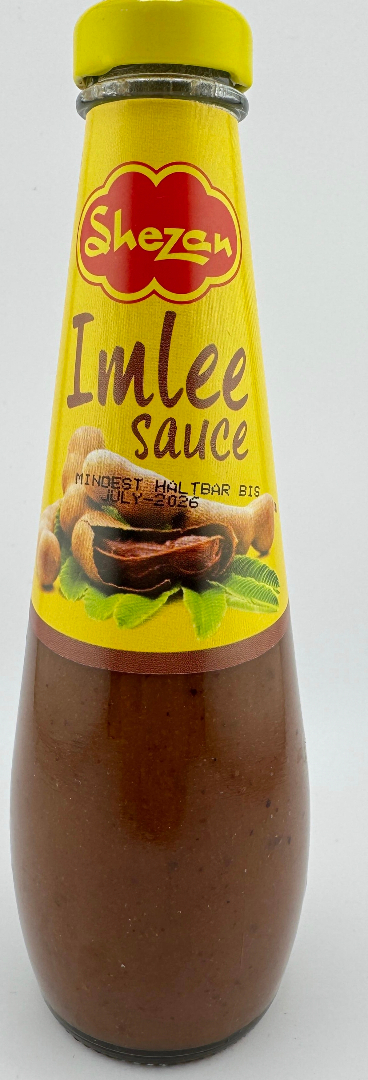 Shezan
Imlee
sauce
MINDEST HALTBAR BIS
JULY-2026